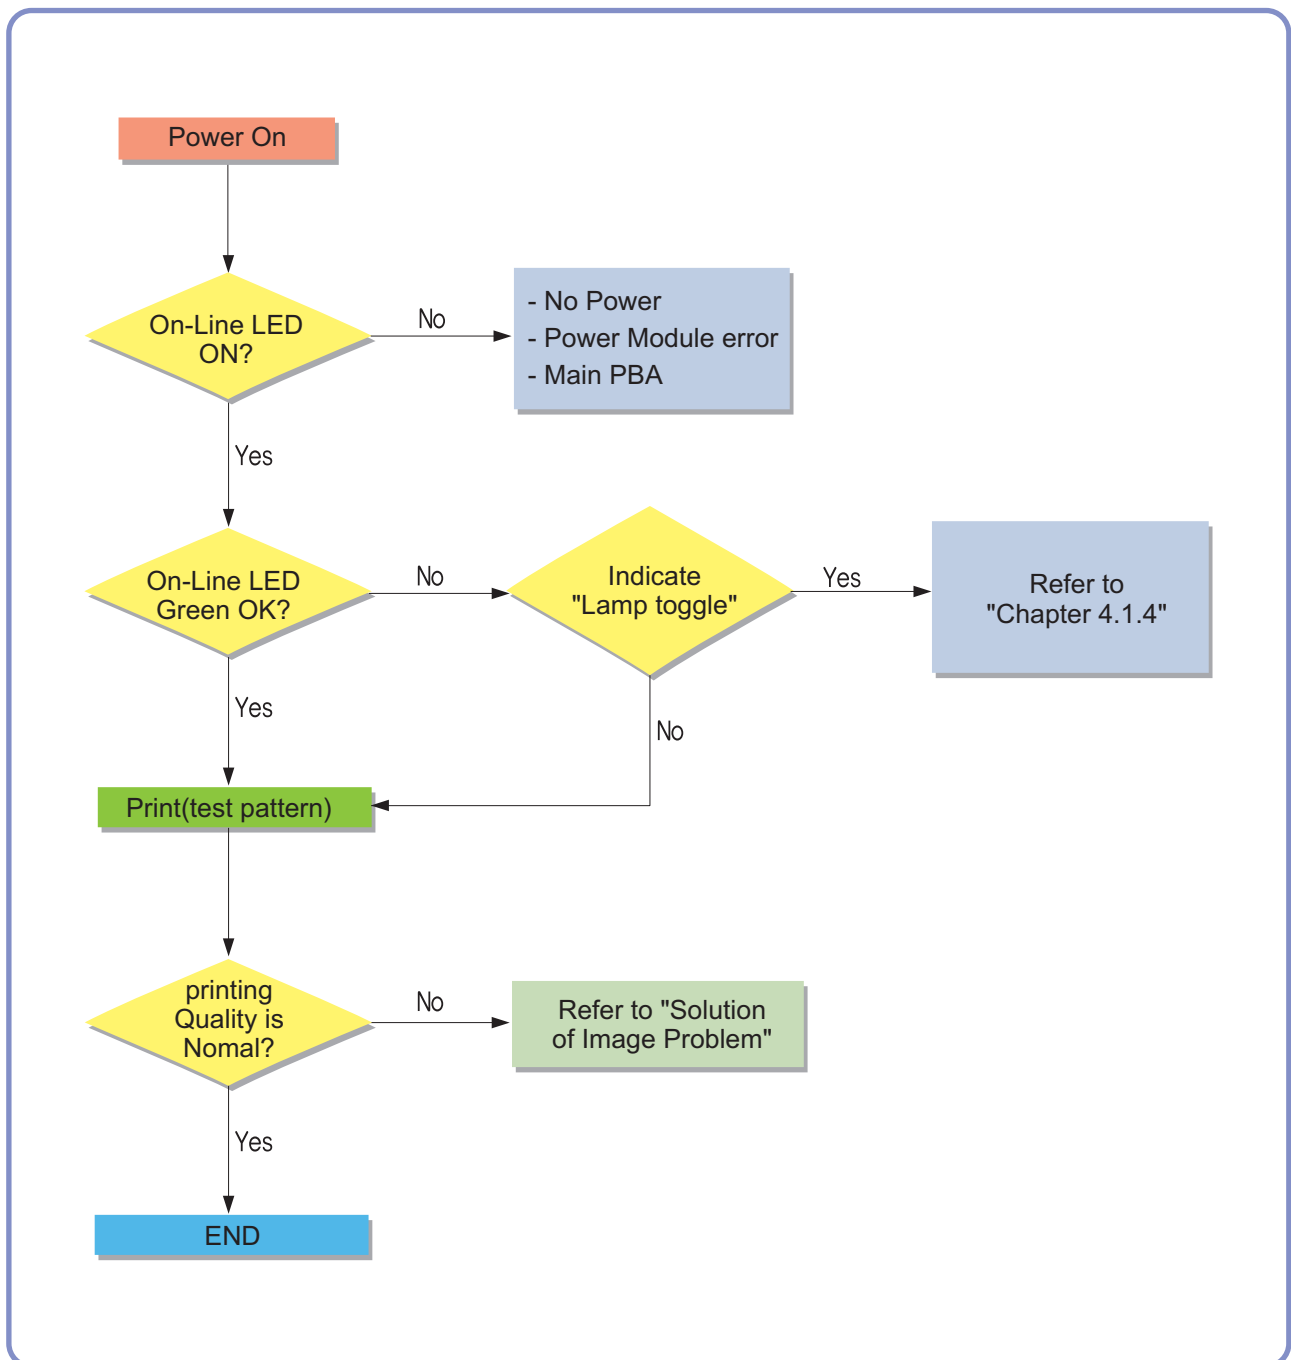 Power On
On-Line LED
ON?
No
- No Power
- Power Module error
- Main PBA
Yes
On-Line LED
Green OK?
No
Indicate
"Lamp toggle"
Yes
Refer to
"Chapter 4.1.4"
Yes
No
Print(test pattern)
printing
Quality is
Nomal?
No
Refer to "Solution
of Image Problem"
Yes
END